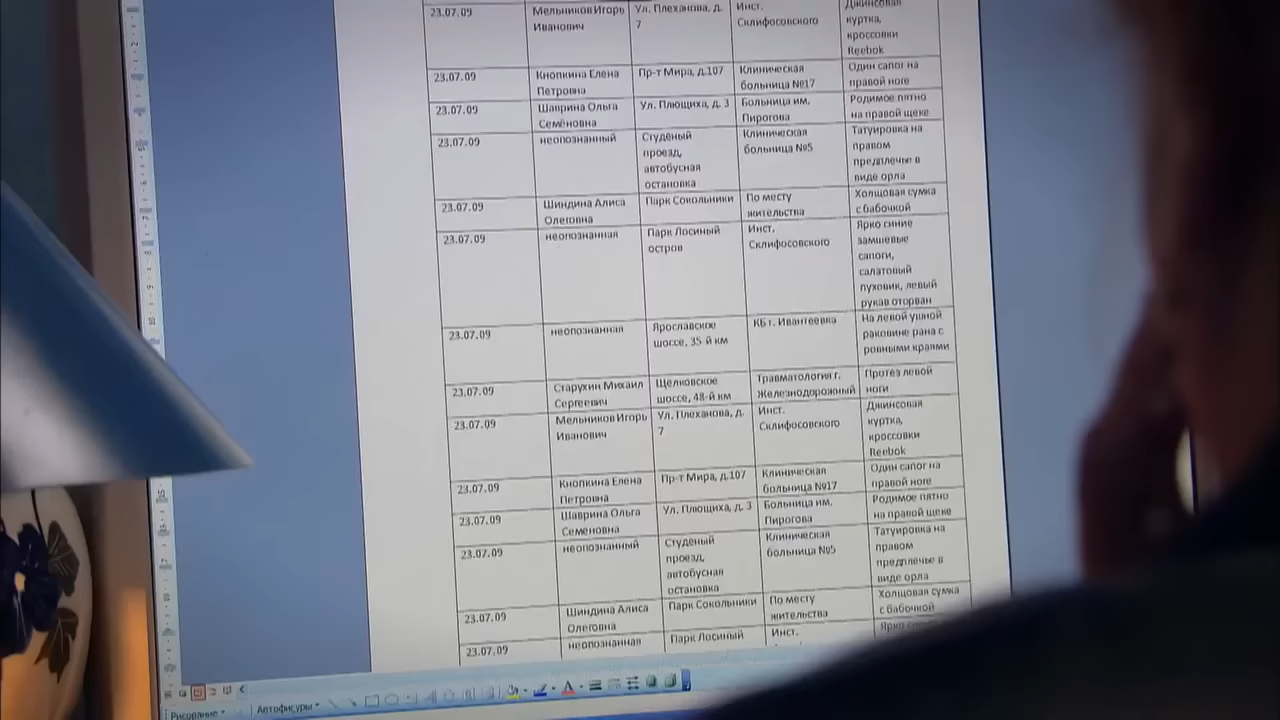 23.07.09 Мельников Игорь Ул. Плеханова, д. Инст. Джинсовая
Иванович 7 Склифосовского куртка,
кроссовки
Reebok
23.07.09 Кнопкина Елена Пр-т Мира, д.107 Клиническая Один сапог на
Петровна больница №17 правой ноге
23.07.09 Шаврина Ольга Ул. Плющиха, д. 3 Больница им. Родимое пятно
Семёновна Пирогова на правой щеке
23.07.09 неопознанный Студеный Клиническая Татуировка на
проезд, больница №5 правом
автобусная предплечье в
остановка виде орла
23.07.09 Шиндина Алиса Парк Сокольники По месту Холщовая сумка
Олеговна жительства с бабочкой
23.07.09 неопознанная Парк Лосиный Инст. Ярко синие
остров Склифосовского замшевые
сапоги,
салатовый
пуховик, левый
рукав оторван
23.07.09 неопознанная Ярославское КБ г. Ивантеевка На левой ушной
шоссе, 35-й км раковине рана с
ровными краями
23.07.09 Старухин Михаил Щелковское Травматология г. Протез левой
Сергеевич шоссе, 48-й км Железнодорожный ноги
23.07.09 Мельников Игорь Ул. Плеханова, д. Инст. Джинсовая
Иванович 7 Склифосовского куртка,
кроссовки
Reebok
23.07.09 Кнопкина Елена Пр-т Мира, д.107 Клиническая Один сапог на
Петровна больница №17 правой ноге
23.07.09 Шаврина Ольга Ул. Плющиха, д. 3 Больница им. Родимое пятно
Семёновна Пирогова на правой щеке
23.07.09 неопознанный Студеный Клиническая Татуировка на
проезд, больница №5 правом
автобусная предплечье в
остановка виде орла
23.07.09 Шиндина Алиса Парк Сокольники По месту Холщовая сумка
Олеговна жительства с бабочкой
23.07.09 неопознанная Парк Лосиный Инст. Ярко
Рисование Автофигуры